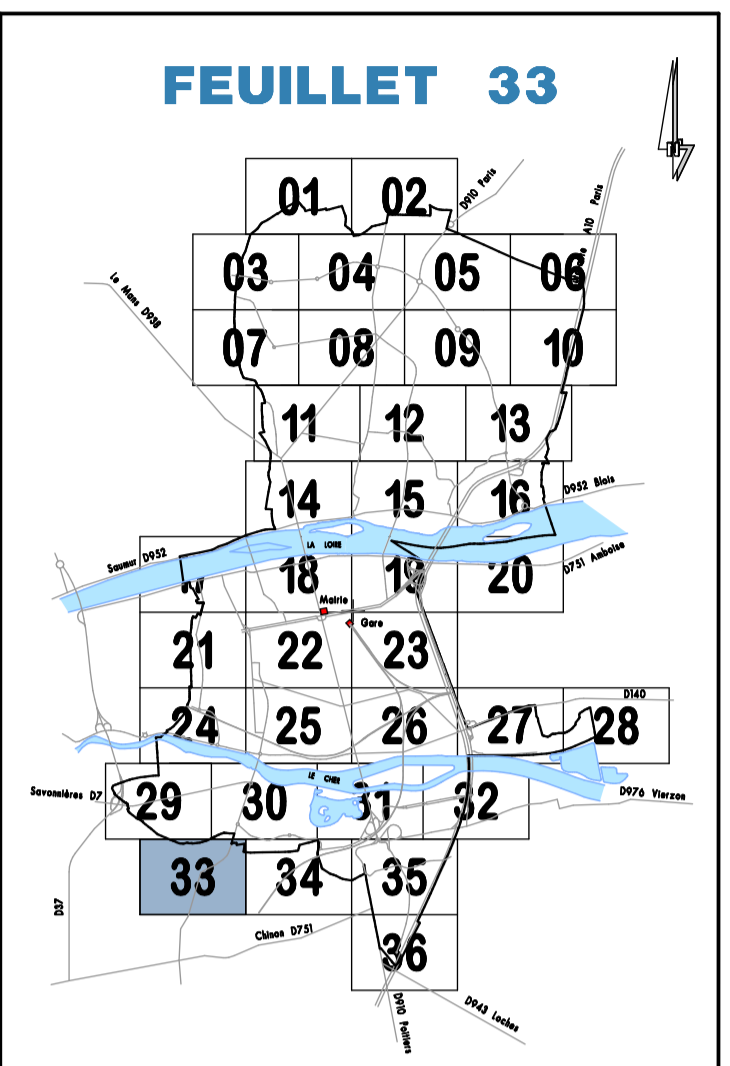 FEUILLET 33
01 02
D910 Paris
A10 Paris
03 04 05 06
Le Mans D938
07 08 09 10
11 12 13
14 15 16
D952 Blois
LA LOIRE
Saumur D952
18 19 20
D751 Amboise
Mairie
Gare
21 22 23
D140
24 25 26 27 28
LE CHER
Savonnières D7
29 30 31 32
D976 Vierzon
33 34 35
D37
Chinon D751
36
D910 Poitiers
D943 Loches